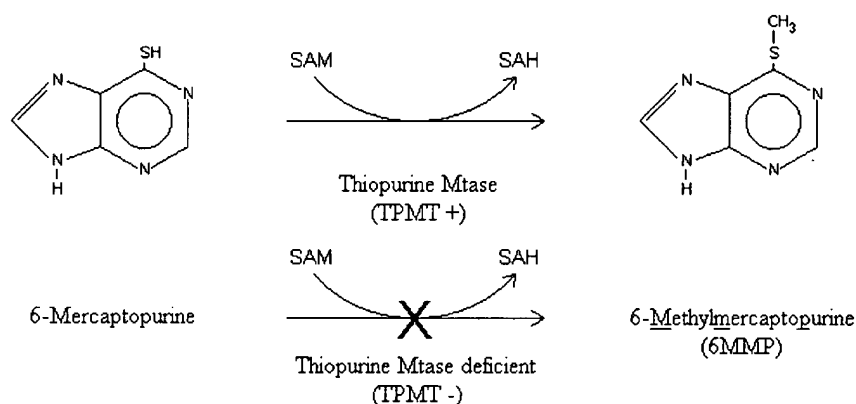 CH3
SH
S
SAM SAH
N N
N N
N N
N N
H H
Thiopurine Mtase
(TPMT +)
SAM SAH
X
6-Mercaptopurine
6-Methylmercaptopurine
(6MMP)
Thiopurine Mtase deficient
(TPMT -)